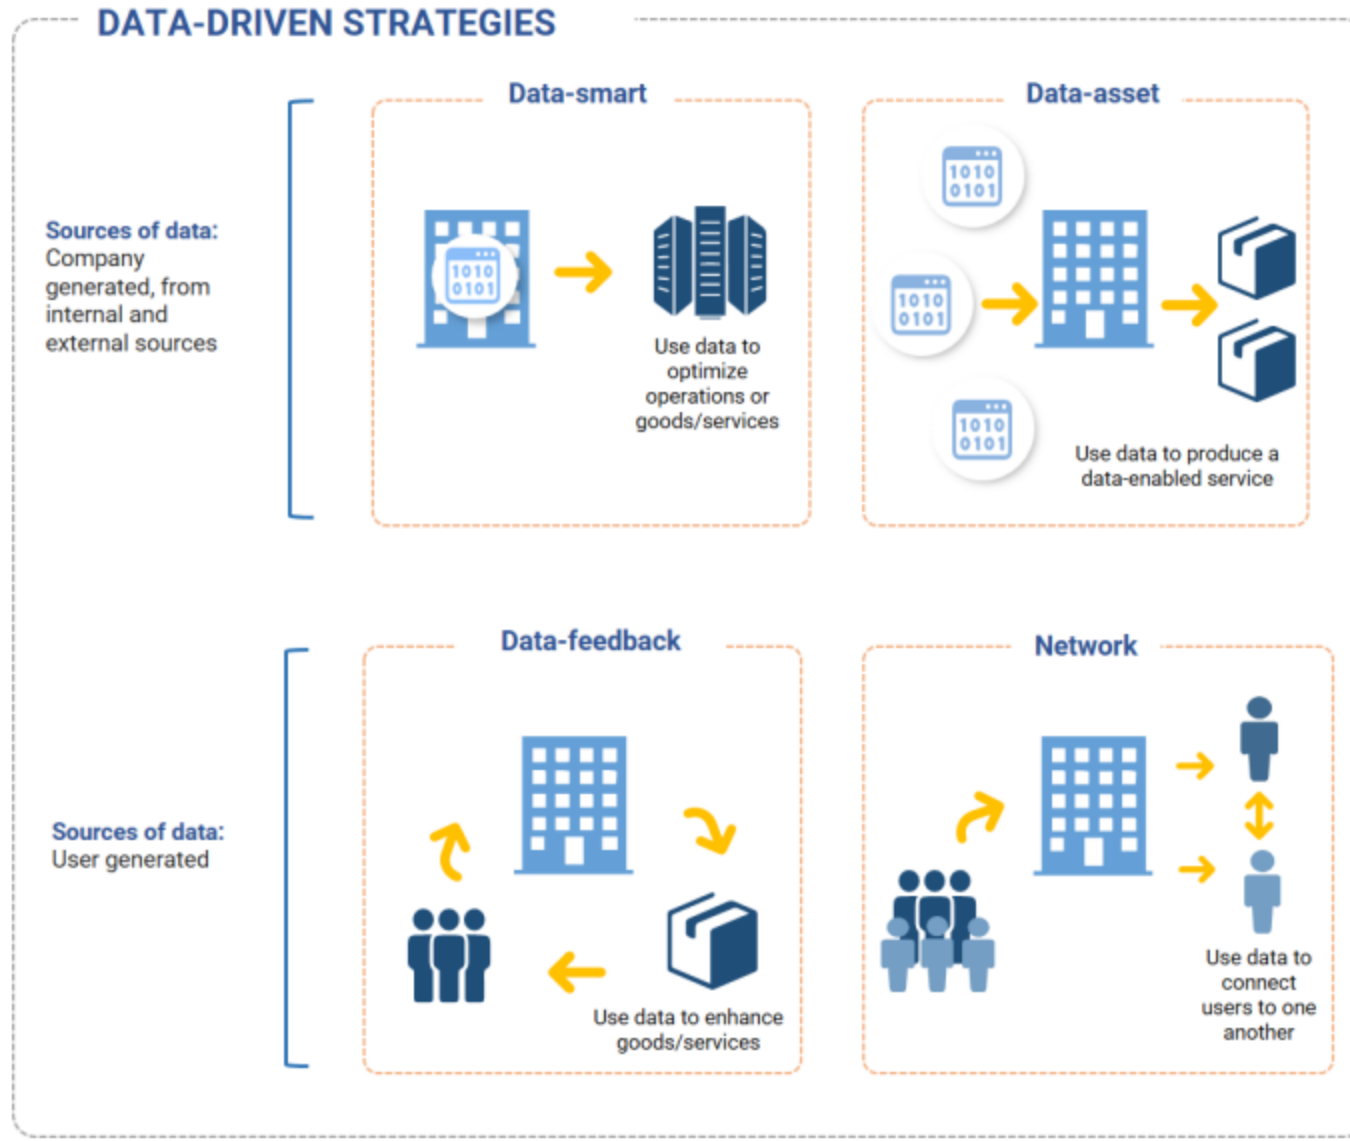 DATA-DRIVEN STRATEGIES
Data-smart
Data-asset
Sources of data:
Company
generated, from
internal and
external sources
1010
0101
Use data to
optimize
operations or
goods/services
1010
0101
1010
0101
1010
0101
Use data to produce a
data-enabled service
Data-feedback
Network
Sources of data:
User generated
Use data to enhance
goods/services
Use data to
connect
users to one
another